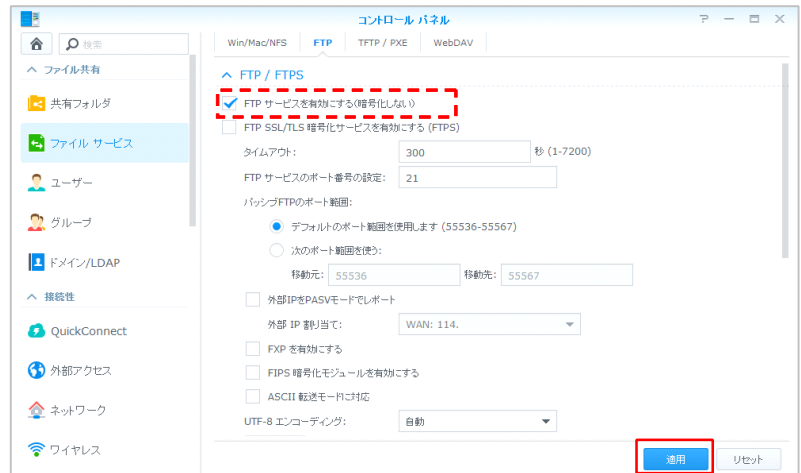 コントロール パネル
検索
ファイル共有
共有フォルダ
ファイル サービス
ユーザー
グループ
ドメイン/LDAP
接続性
QuickConnect
外部アクセス
ネットワーク
ワイヤレス
Win/Mac/NFS FTP TFTP / PXE WebDAV
FTP / FTPS
FTP サービスを有効にする(暗号化しない)
FTP SSL/TLS 暗号化サービスを有効にする (FTPS)
タイムアウト: 300 秒 (1-7200)
FTP サービスのポート番号の設定: 21
パッシブFTPのポート範囲:
デフォルトのポート範囲を使用します (55536-55567)
次のポート範囲を使う:
移動元: 55536 移動先: 55567
外部IPをPASVモードでレポート
外部 IP 割り当て: WAN: 114.
FXP を有効にする
FIPS 暗号化モジュールを有効にする
ASCII 転送モードに対応
UTF-8 エンコーディング: 自動
適用 リセット